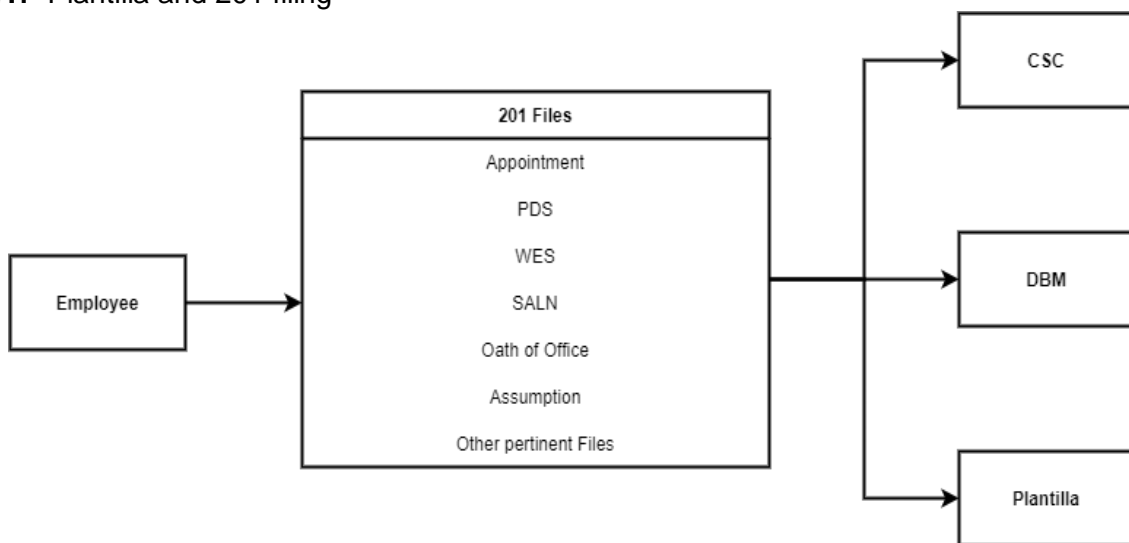 Plantilla and 201 filing
CSC
201 Files
Appointment
PDS
WES
SALN
Oath of Office
Assumption
Other pertinent Files
Employee
DBM
Plantilla